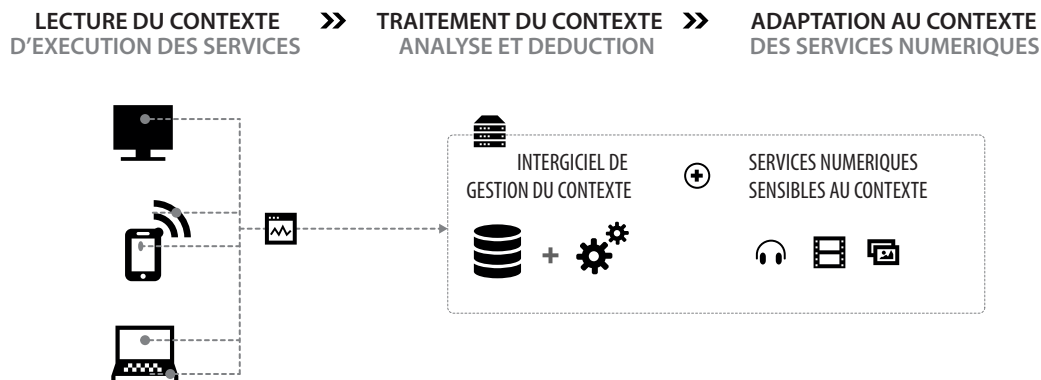 LECTURE DU CONTEXTE
D'EXECUTION DES SERVICES
TRAITEMENT DU CONTEXTE
ANALYSE ET DEDUCTION
ADAPTATION AU CONTEXTE
DES SERVICES NUMERIQUES
INTERGICIEL DE
GESTION DU CONTEXTE
SERVICES NUMERIQUES
SENSIBLES AU CONTEXTE